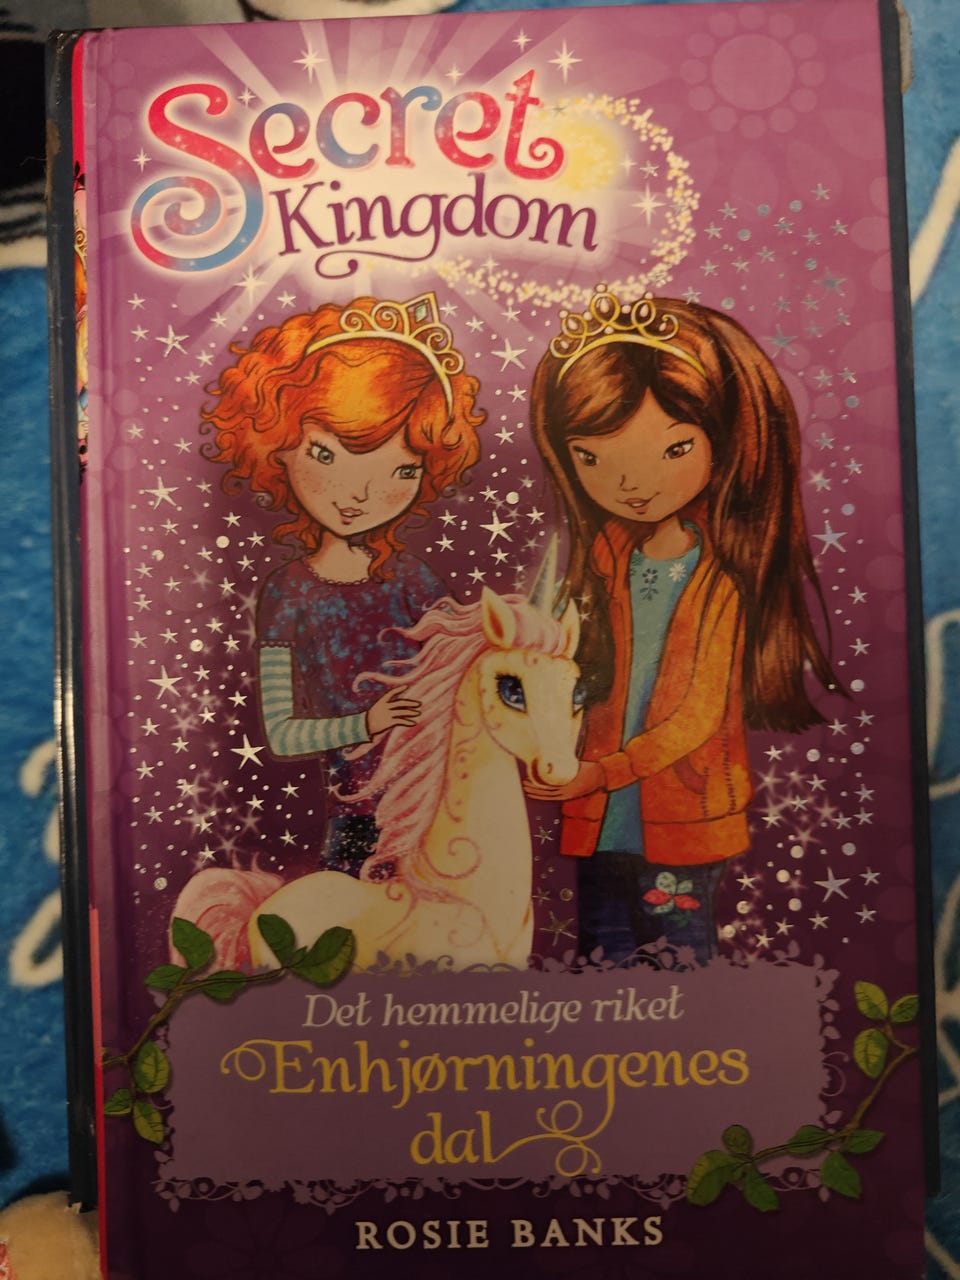 Secret
Kingdom
Det hemmelige riket
Enhjørningenes
dal
ROSIE BANKS